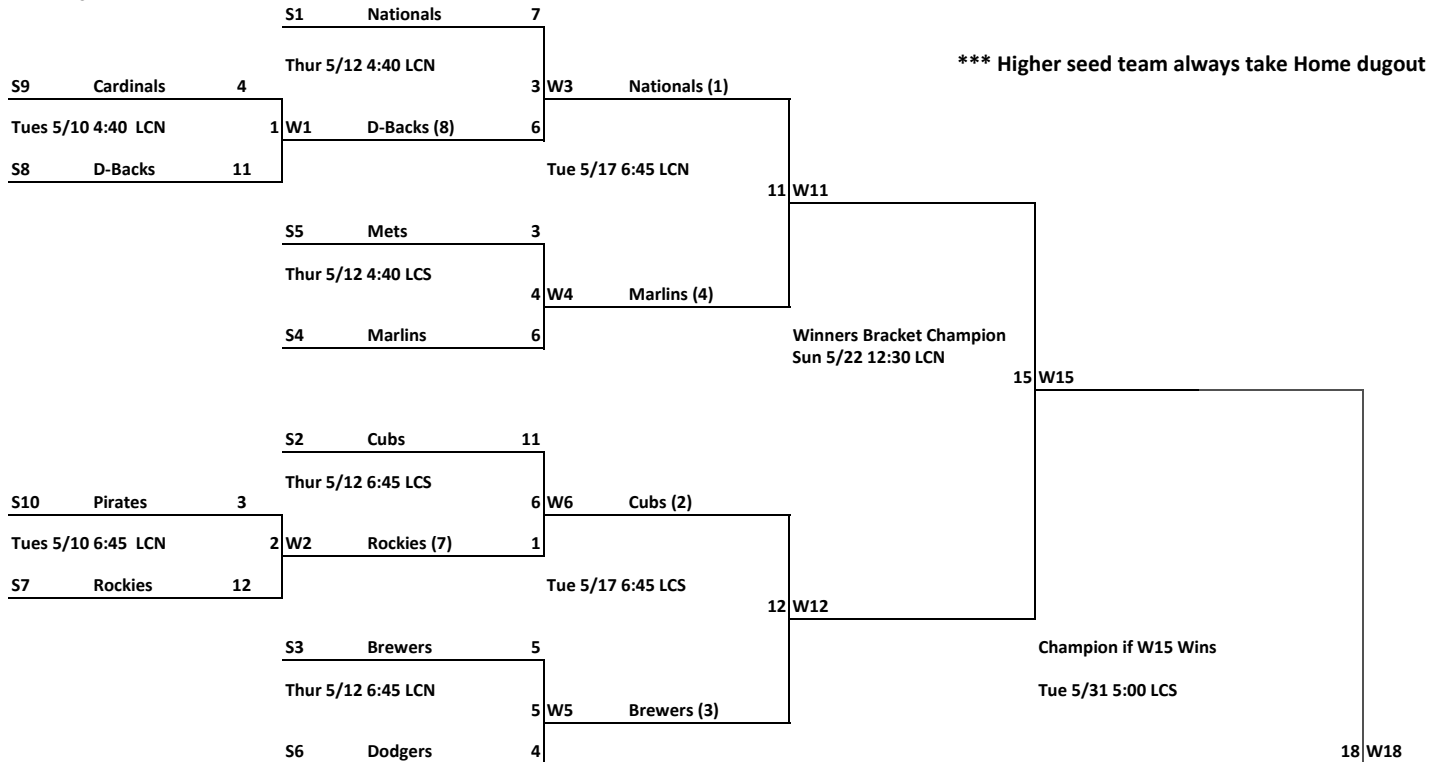 S1 Nationals 7
Thur 5/12 4:40 LCN
*** Higher seed team always take Home dugout
S9 Cardinals 4
3 W3 Nationals (1)
Tues 5/10 4:40 LCN
1 W1 D-Backs (8) 6
S8 D-Backs 11
Tue 5/17 6:45 LCN
11 W11
S5 Mets 3
Thur 5/12 4:40 LCS
4 W4 Marlins (4)
S4 Marlins 6
Winners Bracket Champion
Sun 5/22 12:30 LCN
15 W15
S2 Cubs 11
Thur 5/12 6:45 LCS
S10 Pirates 3
6 W6 Cubs (2)
Tues 5/10 6:45 LCN
2 W2 Rockies (7) 1
S7 Rockies 12
Tue 5/17 6:45 LCS
12 W12
S3 Brewers 5
Champion if W15 Wins
Thur 5/12 6:45 LCN
Tue 5/31 5:00 LCS
5 W5 Brewers (3)
S6 Dodgers 4
18 W18